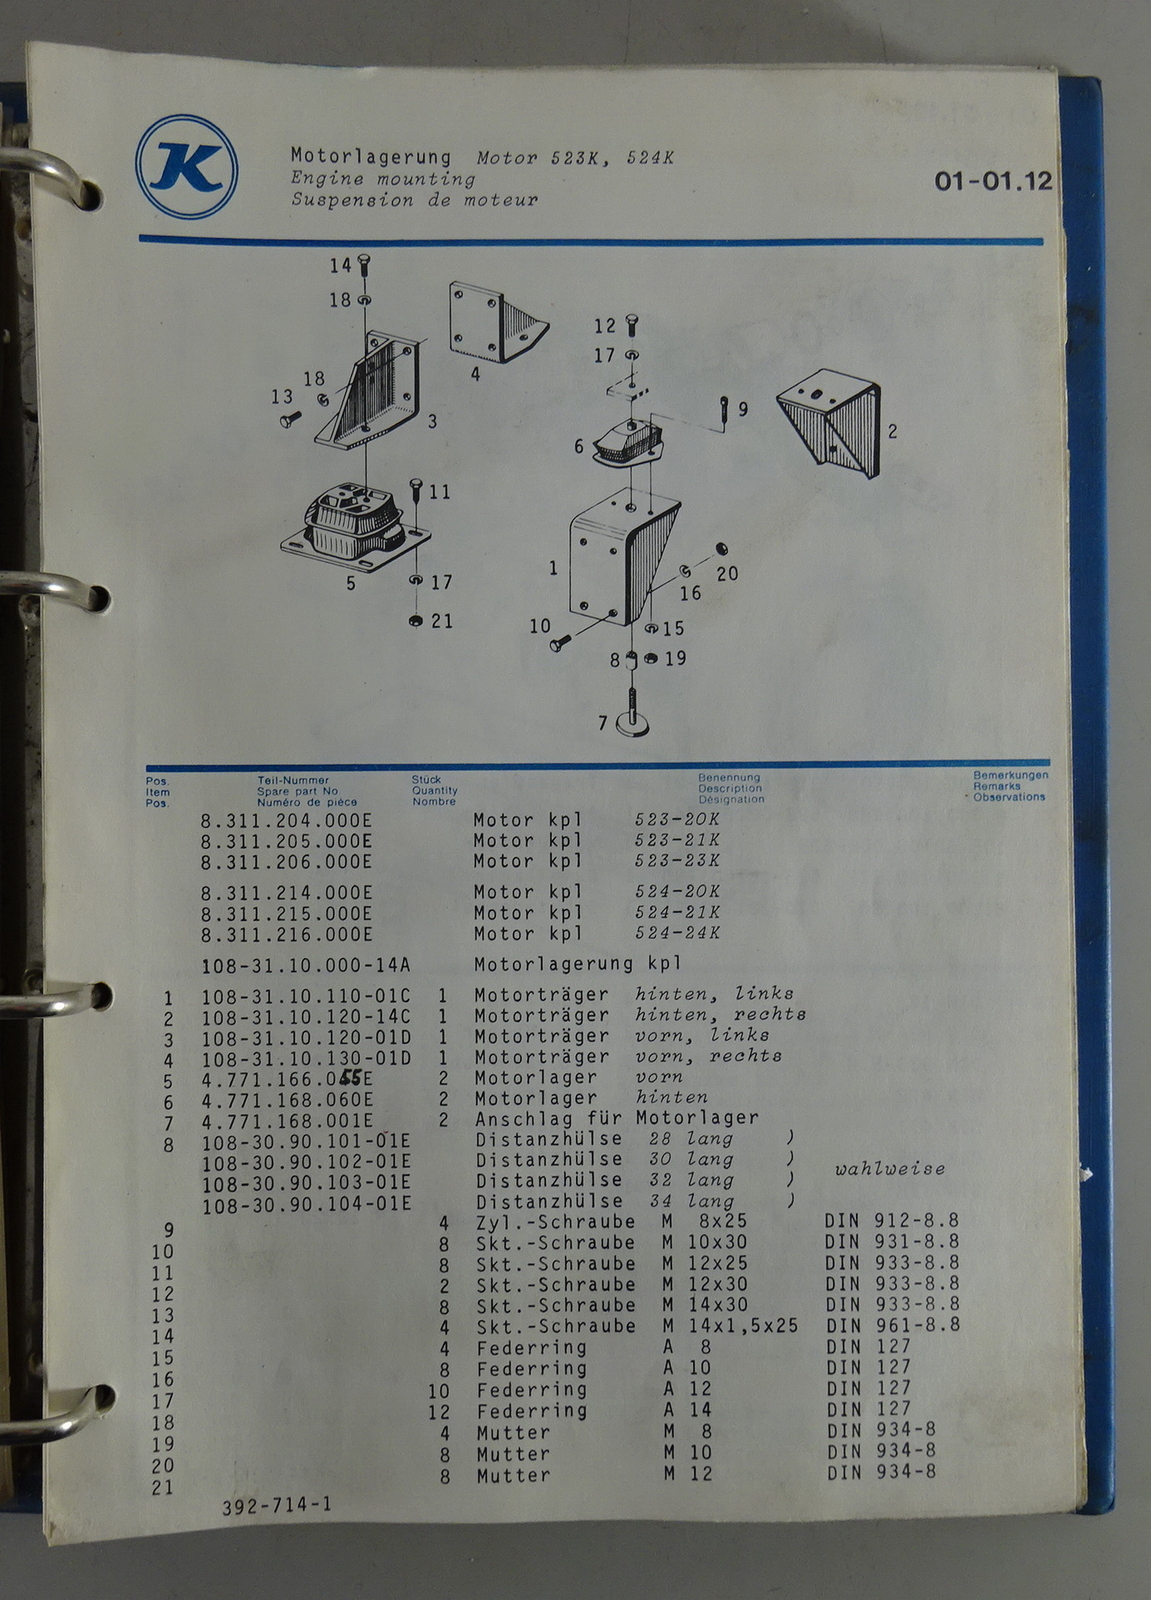 K
Motorlagerung Motor 523K, 524K
Engine mounting
Suspension de moteur
01-01.12
14
18
4
12
17
13
18
3
9
6
2
11
5
17
21
1
20
16
10
15
8
19
7
Pos. Teil-Nummer Stück Benennung Bemerkungen
Item Spare part No Quantity Description Remarks
Pos. Numéro de pièce Nombre Désignation Observations
8.311.204.000E Motor kpl 523-20K
8.311.205.000E Motor kpl 523-21K
8.311.206.000E Motor kpl 523-23K
8.311.214.000E Motor kpl 524-20K
8.311.215.000E Motor kpl 524-21K
8.311.216.000E Motor kpl 524-24K
108-31.10.000-14A Motorlagerung kpl
1 108-31.10.110-01C 1 Motorträger hinten, links
2 108-31.10.120-14C 1 Motorträger hinten, rechts
3 108-31.10.120-01D 1 Motorträger vorn, links
4 108-31.10.130-01D 1 Motorträger vorn, rechts
5 4.771.166.055E 2 Motorlager vorn
6 4.771.168.060E 2 Motorlager hinten
7 4.771.168.001E 2 Anschlag für Motorlager
8 108-30.90.101-01E Distanzhülse 28 lang )
108-30.90.102-01E Distanzhülse 30 lang ) wahlweise
108-30.90.103-01E Distanzhülse 32 lang )
108-30.90.104-01E Distanzhülse 34 lang )
9 4 Zyl.-Schraube M 8x25 DIN 912-8.8
10 8 Skt.-Schraube M 10x30 DIN 931-8.8
11 8 Skt.-Schraube M 12x25 DIN 933-8.8
12 2 Skt.-Schraube M 12x30 DIN 933-8.8
13 8 Skt.-Schraube M 14x30 DIN 933-8.8
14 4 Skt.-Schraube M 14x1,5x25 DIN 961-8.8
15 4 Federring A 8 DIN 127
16 8 Federring A 10 DIN 127
17 10 Federring A 12 DIN 127
18 12 Federring A 14 DIN 127
19 4 Mutter M 8 DIN 934-8
20 8 Mutter M 10 DIN 934-8
21 8 Mutter M 12 DIN 934-8
392-714-1